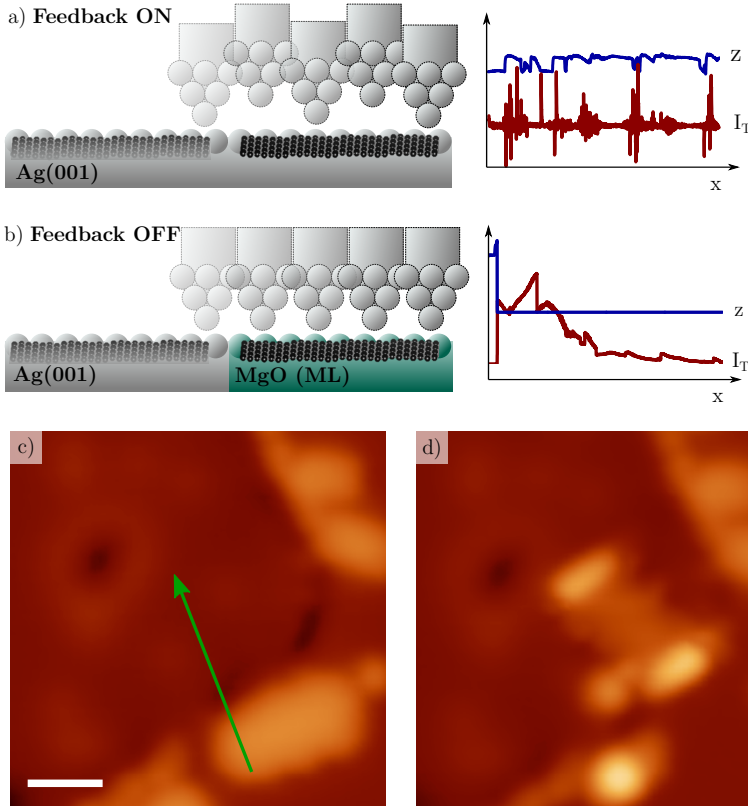 a) Feedback ON
z
I_T
x
Ag(001)
b) Feedback OFF
z
I_T
x
Ag(001)
MgO (ML)
c)
d)